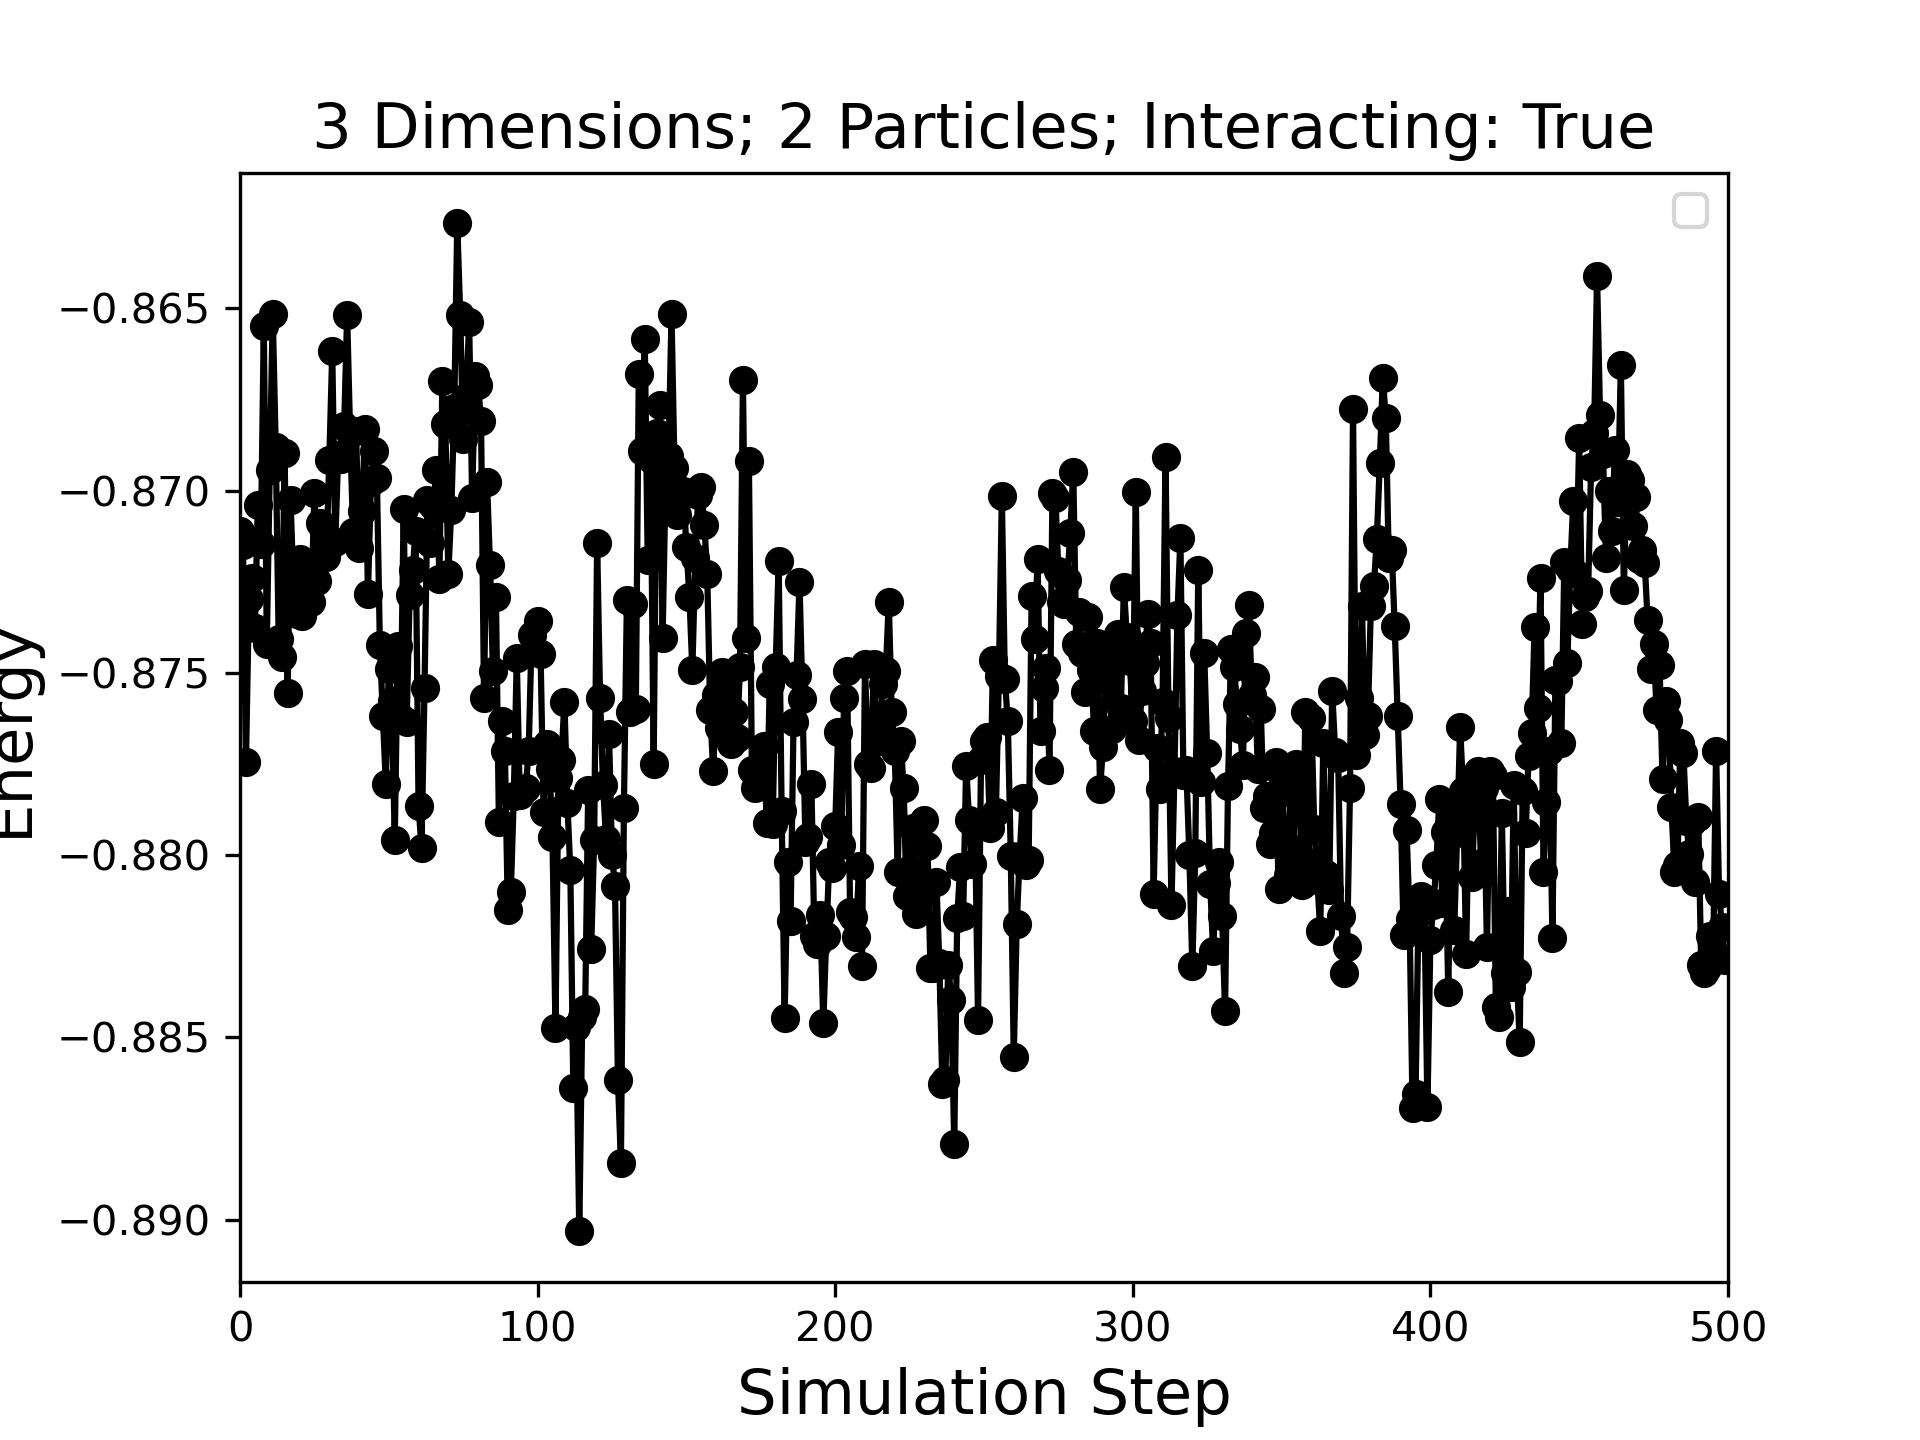 3 Dimensions; 2 Particles; Interacting: True
Energy
−0.865
−0.870
−0.875
−0.880
−0.885
−0.890
0 100 200 300 400 500
Simulation Step